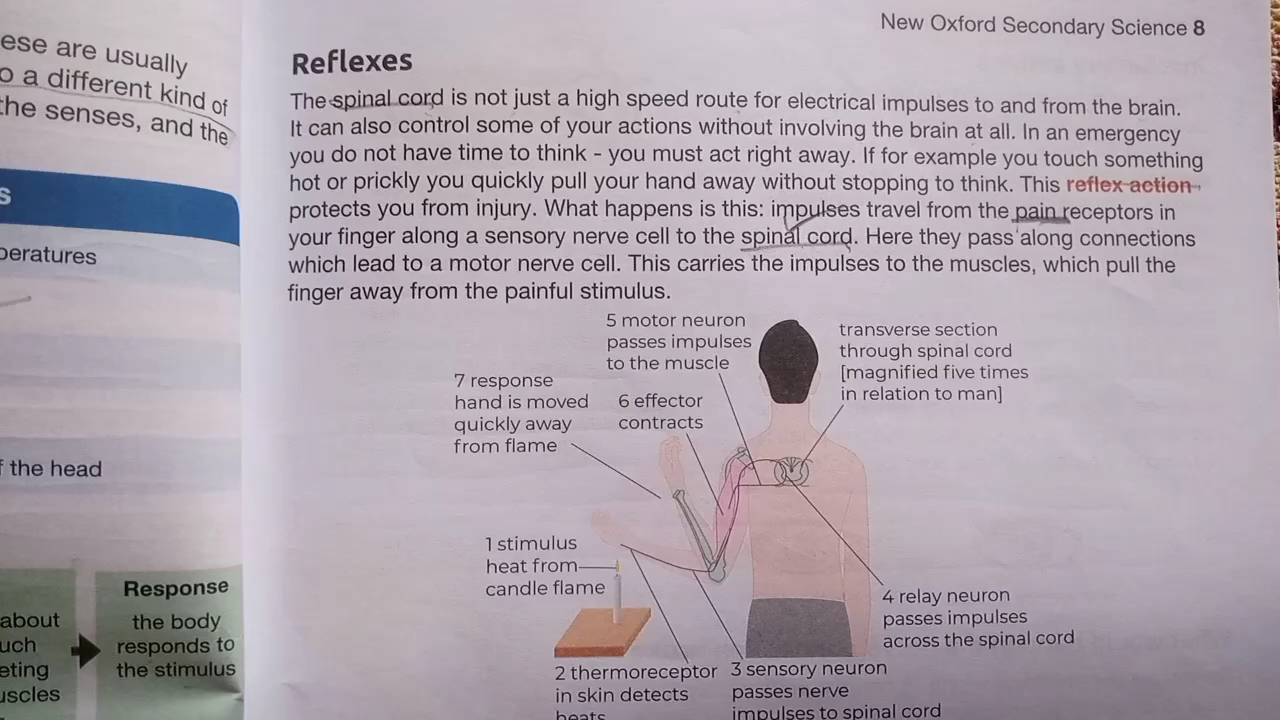 ese are usually
o a different kind of
the senses, and the
s
peratures
f the head
about
uch
eting
uscles
Response
the body
responds to
the stimulus
New Oxford Secondary Science 8
Reflexes
The spinal cord is not just a high speed route for electrical impulses to and from the brain.
It can also control some of your actions without involving the brain at all. In an emergency
you do not have time to think - you must act right away. If for example you touch something
hot or prickly you quickly pull your hand away without stopping to think. This reflex action
protects you from injury. What happens is this: impulses travel from the pain receptors in
your finger along a sensory nerve cell to the spinal cord. Here they pass along connections
which lead to a motor nerve cell. This carries the impulses to the muscles, which pull the
finger away from the painful stimulus.
5 motor neuron
passes impulses
to the muscle
transverse section
through spinal cord
[magnified five times
in relation to man]
7 response
hand is moved
quickly away
from flame
6 effector
contracts
1 stimulus
heat from
candle flame
4 relay neuron
passes impulses
across the spinal cord
2 thermoreceptor
in skin detects
heats
3 sensory neuron
passes nerve
impulses to spinal cord